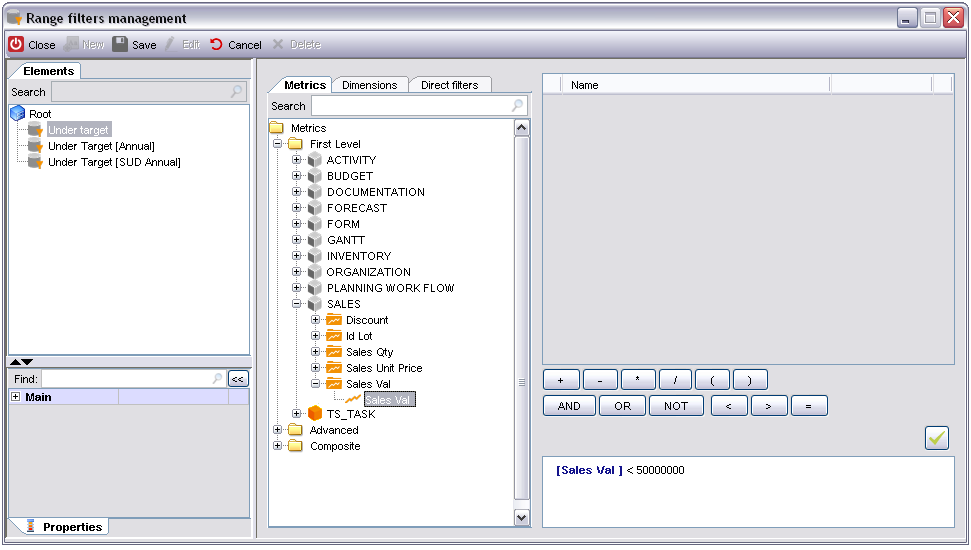 Range filters management
Close New Save Edit Cancel Delete
Elements
Search
Root
Under target
Under Target [Annual]
Under Target [SUD Annual]
Find: <<
Main
Properties
Metrics Dimensions Direct filters
Search
Metrics
First Level
ACTIVITY
BUDGET
DOCUMENTATION
FORECAST
FORM
GANTT
INVENTORY
ORGANIZATION
PLANNING WORK FLOW
SALES
Discount
Id Lot
Sales Qty
Sales Unit Price
Sales Val
Sales Val
TS_TASK
Advanced
Composite
Name
+ - * / ( )
AND OR NOT < > =
[Sales Val ] < 50000000